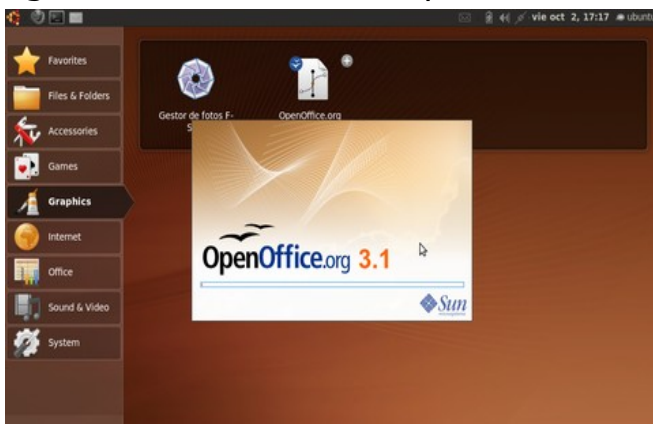 vie oct 2, 17:17
Favorites
Files & Folders
Accessories
Games
Graphics
Internet
Office
Sound & Video
System
Gestor de fotos F-
OpenOffice.org
OpenOffice.org 3.1
Sun